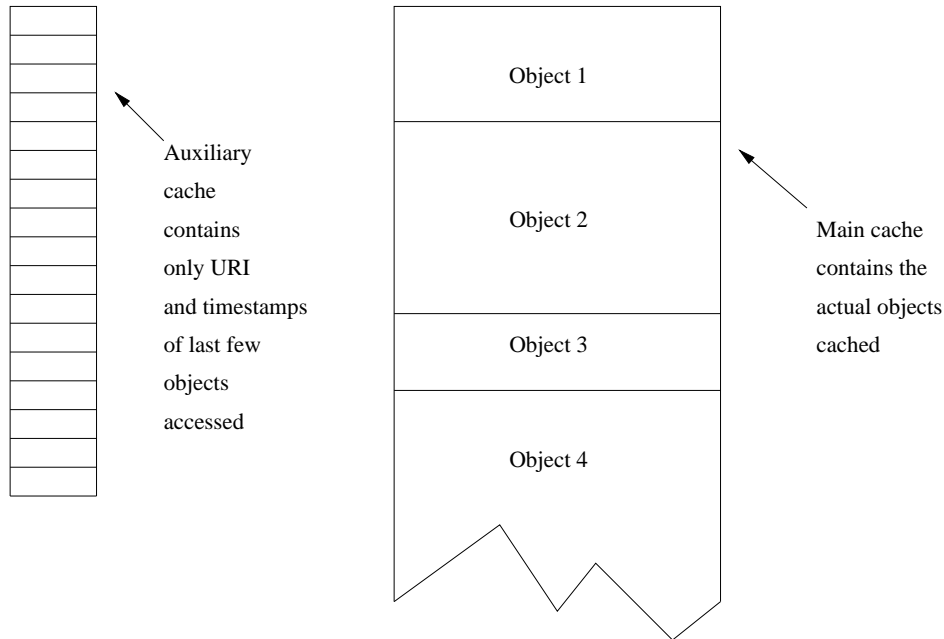 Object 1
Auxiliary
cache
contains
only URI
and timestamps
of last few
objects
accessed
Object 2
Object 3
Object 4
Main cache
contains the
actual objects
cached